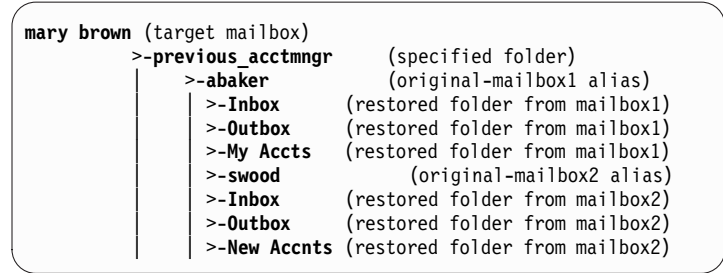 mary brown (target mailbox)
>-previous_acctmngr (specified folder)
>-abaker (original-mailbox1 alias)
>-Inbox (restored folder from mailbox1)
>-Outbox (restored folder from mailbox1)
>-My Accts (restored folder from mailbox1)
>-swood (original-mailbox2 alias)
>-Inbox (restored folder from mailbox2)
>-Outbox (restored folder from mailbox2)
>-New Accnts (restored folder from mailbox2)